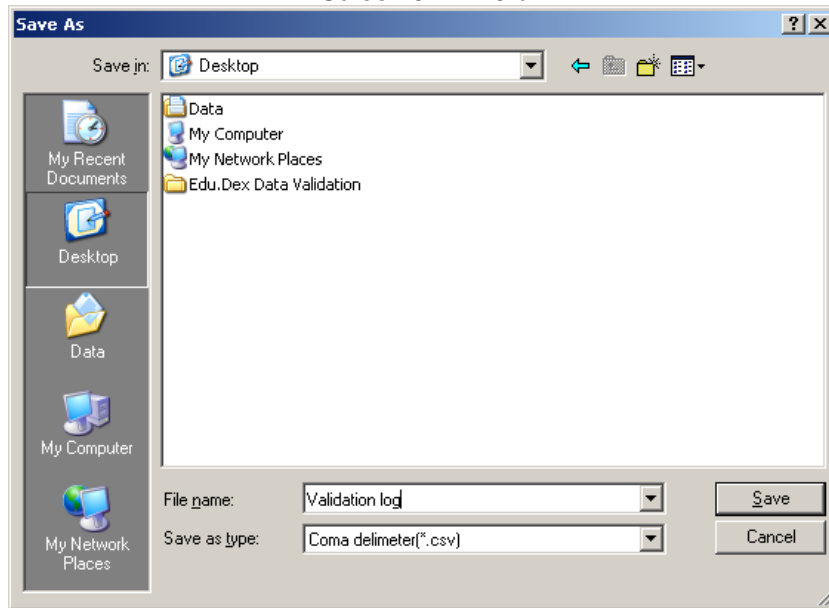 Save As
Save in:
Desktop
Data
My Computer
My Network Places
Edu.Dex Data Validation
My Recent
Documents
Desktop
Data
My Computer
My Network
Places
File name:
Validation log
Save
Save as type:
Coma delimeter(*.csv)
Cancel